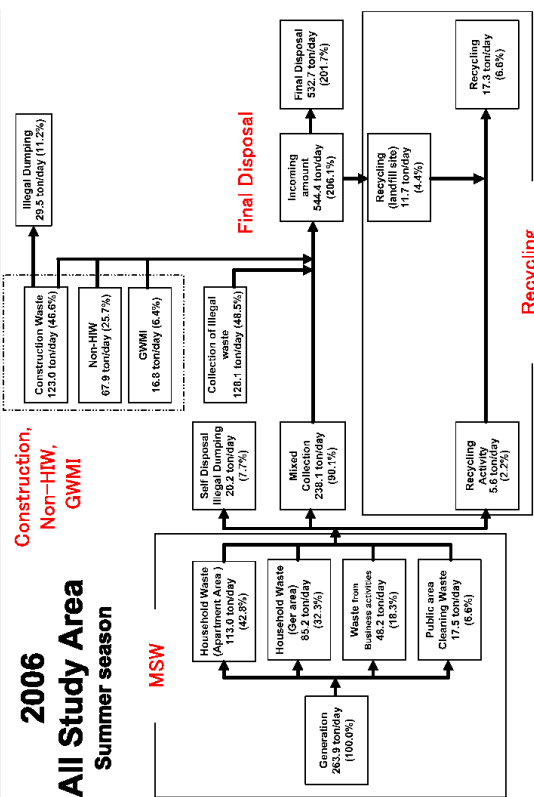 2006
All Study Area
Summer season
Construction,
Non-HIW,
GWMI
MSW
Generation
263.9 ton/day
(100.0%)
Household Waste
(Apartment Area )
113.0 ton/day
(42.8%)
Household Waste
(Ger area)
85.2 ton/day
(32.3%)
Waste from
Business activities
48.2 ton/day
(18.3%)
Public area
Cleaning Waste
17.5 ton/day
(6.6%)
Self Disposal
Illegal Dumping
20.2 ton/day
(7.7%)
Mixed
Collection
238.1 ton/day
(90.1%)
Recycling
Activity
5.6 ton/day
(2.2%)
Construction Waste
123.0 ton/day (46.6%)
Non-HIW
67.9 ton/day (25.7%)
GWMI
16.8 ton/day (6.4%)
Collection of Illegal
waste
128.1 ton/day (48.5%)
Illegal Dumping
29.5 ton/day (11.2%)
Final Disposal
Incoming
amount
544.4 ton/day
(206.1%)
Final Disposal
532.7 ton/day
(201.7%)
Recycling
(landfill site)
11.7 ton/day
(4.4%)
Recycling
17.3 ton/day
(6.6%)
Recycling